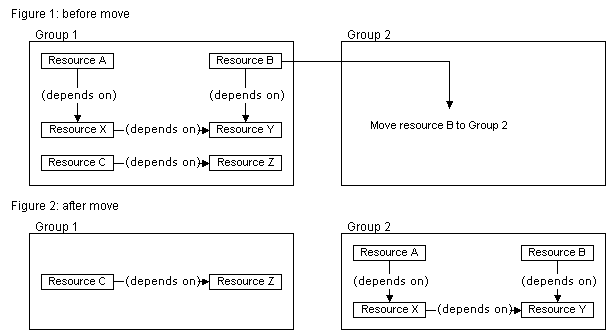 Figure 1: before move
Group 1
Group 2
Resource A
Resource B
(depends on)
(depends on)
Resource X
(depends on)
Resource Y
Move resource B to Group 2
Resource C
(depends on)
Resource Z
Figure 2: after move
Group 1
Group 2
Resource A
Resource B
Resource C
(depends on)
Resource Z
(depends on)
(depends on)
Resource X
(depends on)
Resource Y